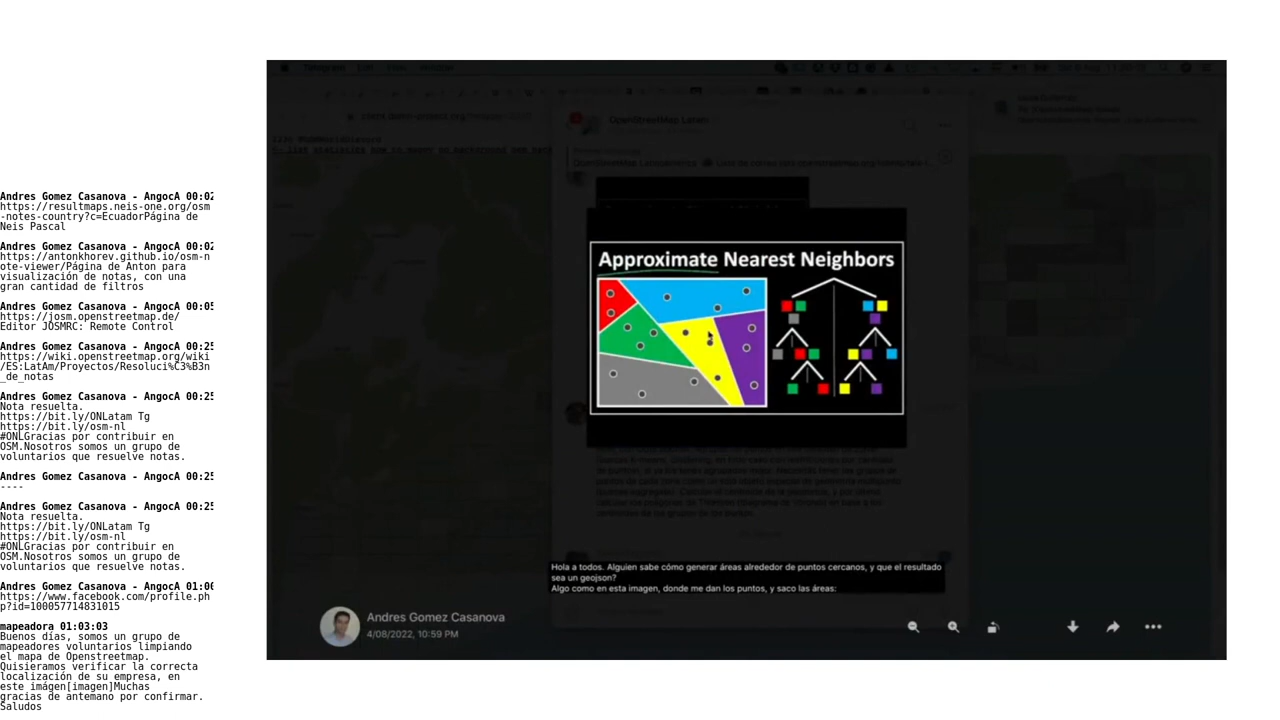 Andres Gomez Casanova - AngocA 00:02
https://resultmaps.neis-one.org/osm
-notes-country?c=EcuadorPágina de
Neis Pascal
Andres Gomez Casanova - AngocA 00:02
https://antonkhorev.github.io/osm-n
ote-viewer/Página de Anton para
visualización de notas, con una
gran cantidad de filtros
Andres Gomez Casanova - AngocA 00:05
https://josm.openstreetmap.de/
Editor JOSMRC: Remote Control
Andres Gomez Casanova - AngocA 00:25
https://wiki.openstreetmap.org/wiki
/ES:LatAm/Proyectos/Resoluci%C3%B3n
_de_notas
Andres Gomez Casanova - AngocA 00:25
Nota resuelta.
https://bit.ly/ONLatam Tg
https://bit.ly/osm-nl
#ONLGracias por contribuir en
OSM.Nosotros somos un grupo de
voluntarios que resuelve notas.
Andres Gomez Casanova - AngocA 00:25
----
Andres Gomez Casanova - AngocA 00:25
Nota resuelta.
https://bit.ly/ONLatam Tg
https://bit.ly/osm-nl
#ONLGracias por contribuir en
OSM.Nosotros somos un grupo de
voluntarios que resuelve notas.
Andres Gomez Casanova - AngocA 01:00
https://www.facebook.com/profile.ph
p?id=100057714831015
mapeadora 01:03:03
Buenos días, somos un grupo de
mapeadores voluntarios limpiando
el mapa de Openstreetmap.
Quisieramos verificar la correcta
localización de su empresa, en
este imágen[imagen]Muchas
gracias de antemano por confirmar.
Saludos
OpenStreetMap Latam
Approximate Nearest Neighbors
Hola a todos. Alguien sabe cómo generar áreas alrededor de puntos cercanos, y que el resultado
sea un geojson?
Algo como en esta imagen, donde me dan los puntos, y saco las áreas:
Andres Gomez Casanova
4/08/2022, 10:59 PM